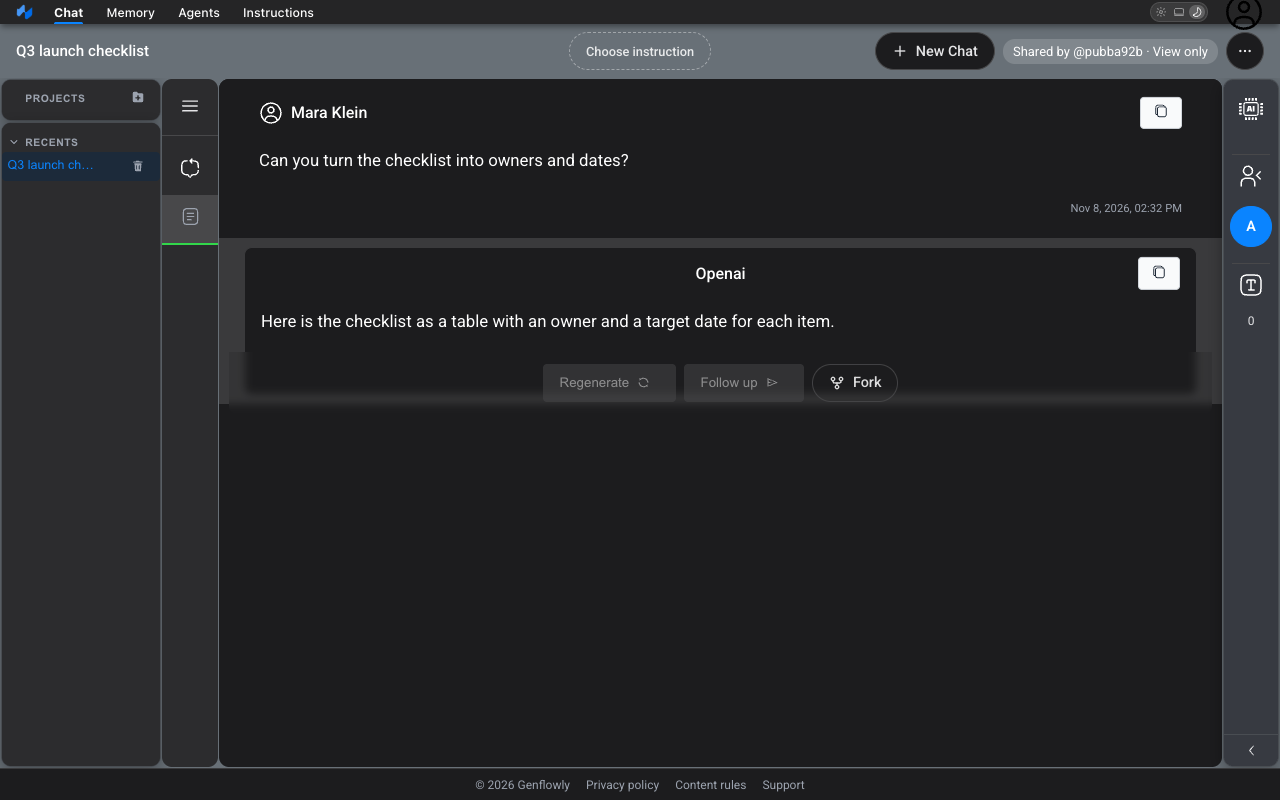 Chat Memory Agents Instructions
Q3 launch checklist
Choose instruction
New Chat
Shared by @pubba92b · View only
PROJECTS
RECENTS
Q3 launch ch...
Mara Klein
Can you turn the checklist into owners and dates?
Nov 8, 2026, 02:32 PM
Openai
Here is the checklist as a table with an owner and a target date for each item.
Regenerate
Follow up
Fork
AI
A
T
0
© 2026 Genflowly Privacy policy Content rules Support